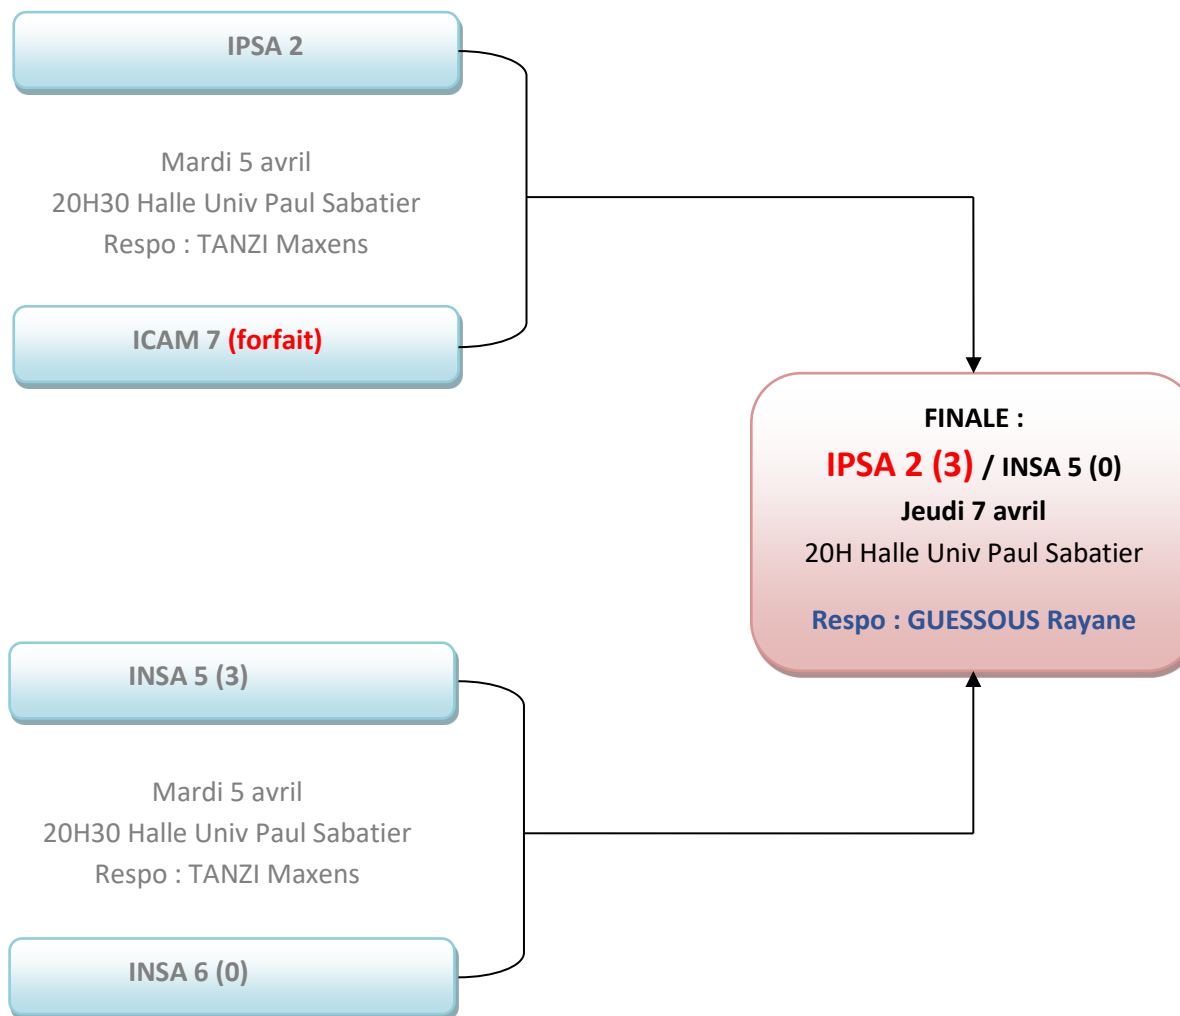 IPSA 2
Mardi 5 avril
20H30 Halle Univ Paul Sabatier
Respo : TANZI Maxens
ICAM 7 (forfait)
FINALE :
IPSA 2 (3) / INSA 5 (0)
Jeudi 7 avril
20H Halle Univ Paul Sabatier
Respo : GUESSOUS Rayane
INSA 5 (3)
Mardi 5 avril
20H30 Halle Univ Paul Sabatier
Respo : TANZI Maxens
INSA 6 (0)